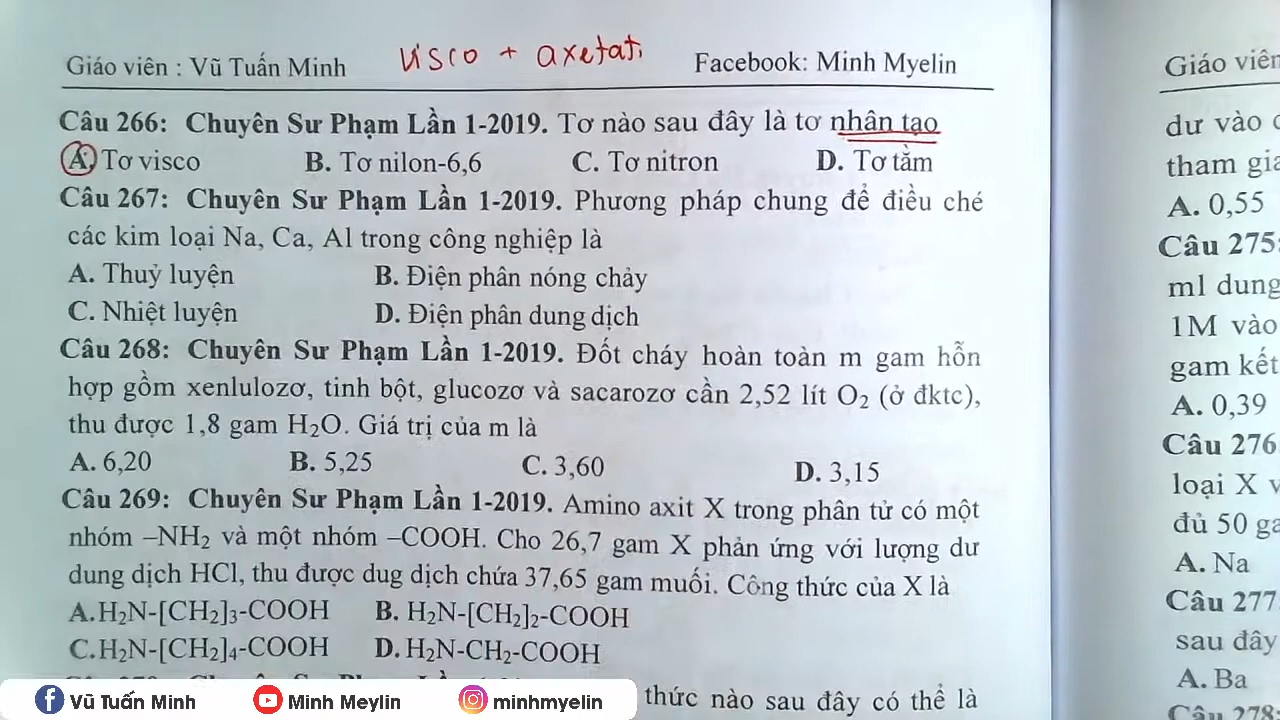 visco + axetat
Giáo viên : Vũ Tuấn Minh Facebook: Minh Myelin
Câu 266: Chuyên Sư Phạm Lần 1-2019. Tơ nào sau đây là tơ nhân tạo
A. Tơ visco B. Tơ nilon-6,6 C. Tơ nitron D. Tơ tằm
Câu 267: Chuyên Sư Phạm Lần 1-2019. Phương pháp chung để điều chế
các kim loại Na, Ca, Al trong công nghiệp là
A. Thuỷ luyện B. Điện phân nóng chảy
C. Nhiệt luyện D. Điện phân dung dịch
Câu 268: Chuyên Sư Phạm Lần 1-2019. Đốt cháy hoàn toàn m gam hỗn
hợp gồm xenlulozơ, tinh bột, glucozơ và sacarozơ cần 2,52 lít O₂ (ở đktc),
thu được 1,8 gam H₂O. Giá trị của m là
A. 6,20 B. 5,25 C. 3,60 D. 3,15
Câu 269: Chuyên Sư Phạm Lần 1-2019. Amino axit X trong phân tử có một
nhóm –NH₂ và một nhóm –COOH. Cho 26,7 gam X phản ứng với lượng dư
dung dịch HCl, thu được dug dịch chứa 37,65 gam muối. Công thức của X là
A.H₂N-[CH₂]₃-COOH B. H₂N-[CH₂]₂-COOH
C.H₂N-[CH₂]₄-COOH D. H₂N-CH₂-COOH
thức nào sau đây có thể là
Vũ Tuấn Minh Minh Meylin minhmyelin
Giáo viên
dư vào
tham gia
A. 0,55
Câu 275:
ml dung
1M vào
gam kết
A. 0,39
Câu 276
loại X
đủ 50
A. Na
Câu 277
sau đây
A. Ba
Câu 278: